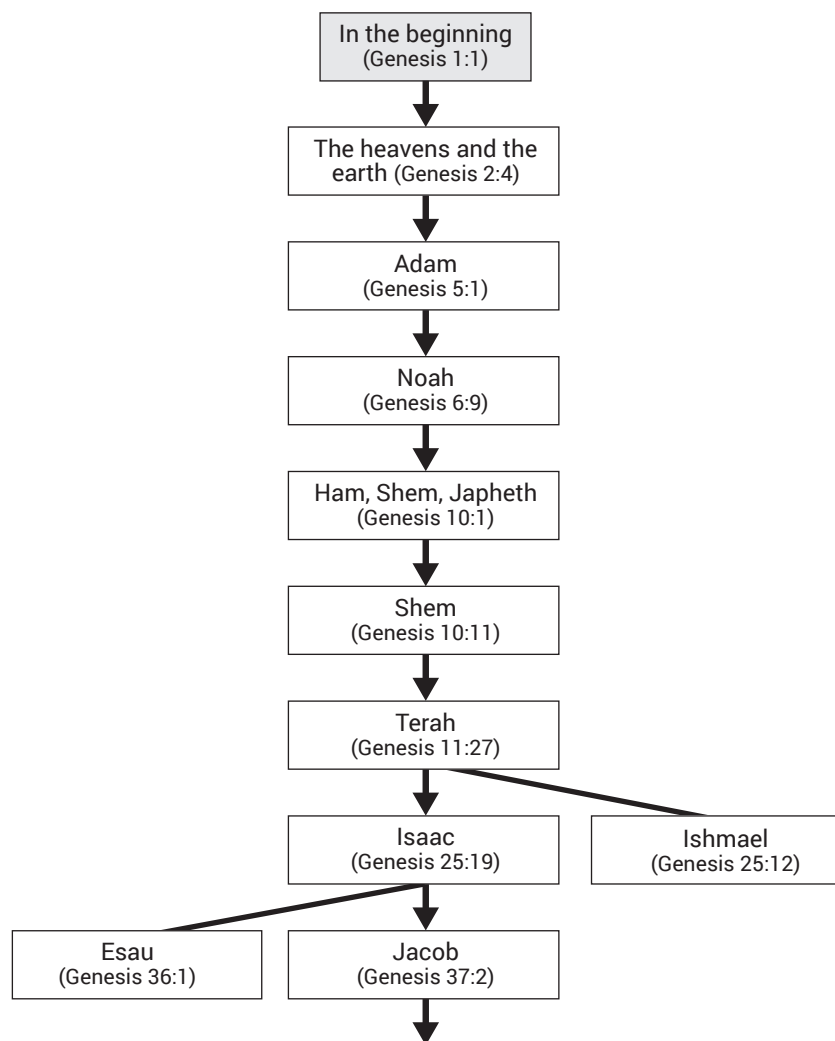 In the beginning
(Genesis 1:1)
The heavens and the
earth (Genesis 2:4)
Adam
(Genesis 5:1)
Noah
(Genesis 6:9)
Ham, Shem, Japheth
(Genesis 10:1)
Shem
(Genesis 10:11)
Terah
(Genesis 11:27)
Isaac
(Genesis 25:19)
Ishmael
(Genesis 25:12)
Esau
(Genesis 36:1)
Jacob
(Genesis 37:2)